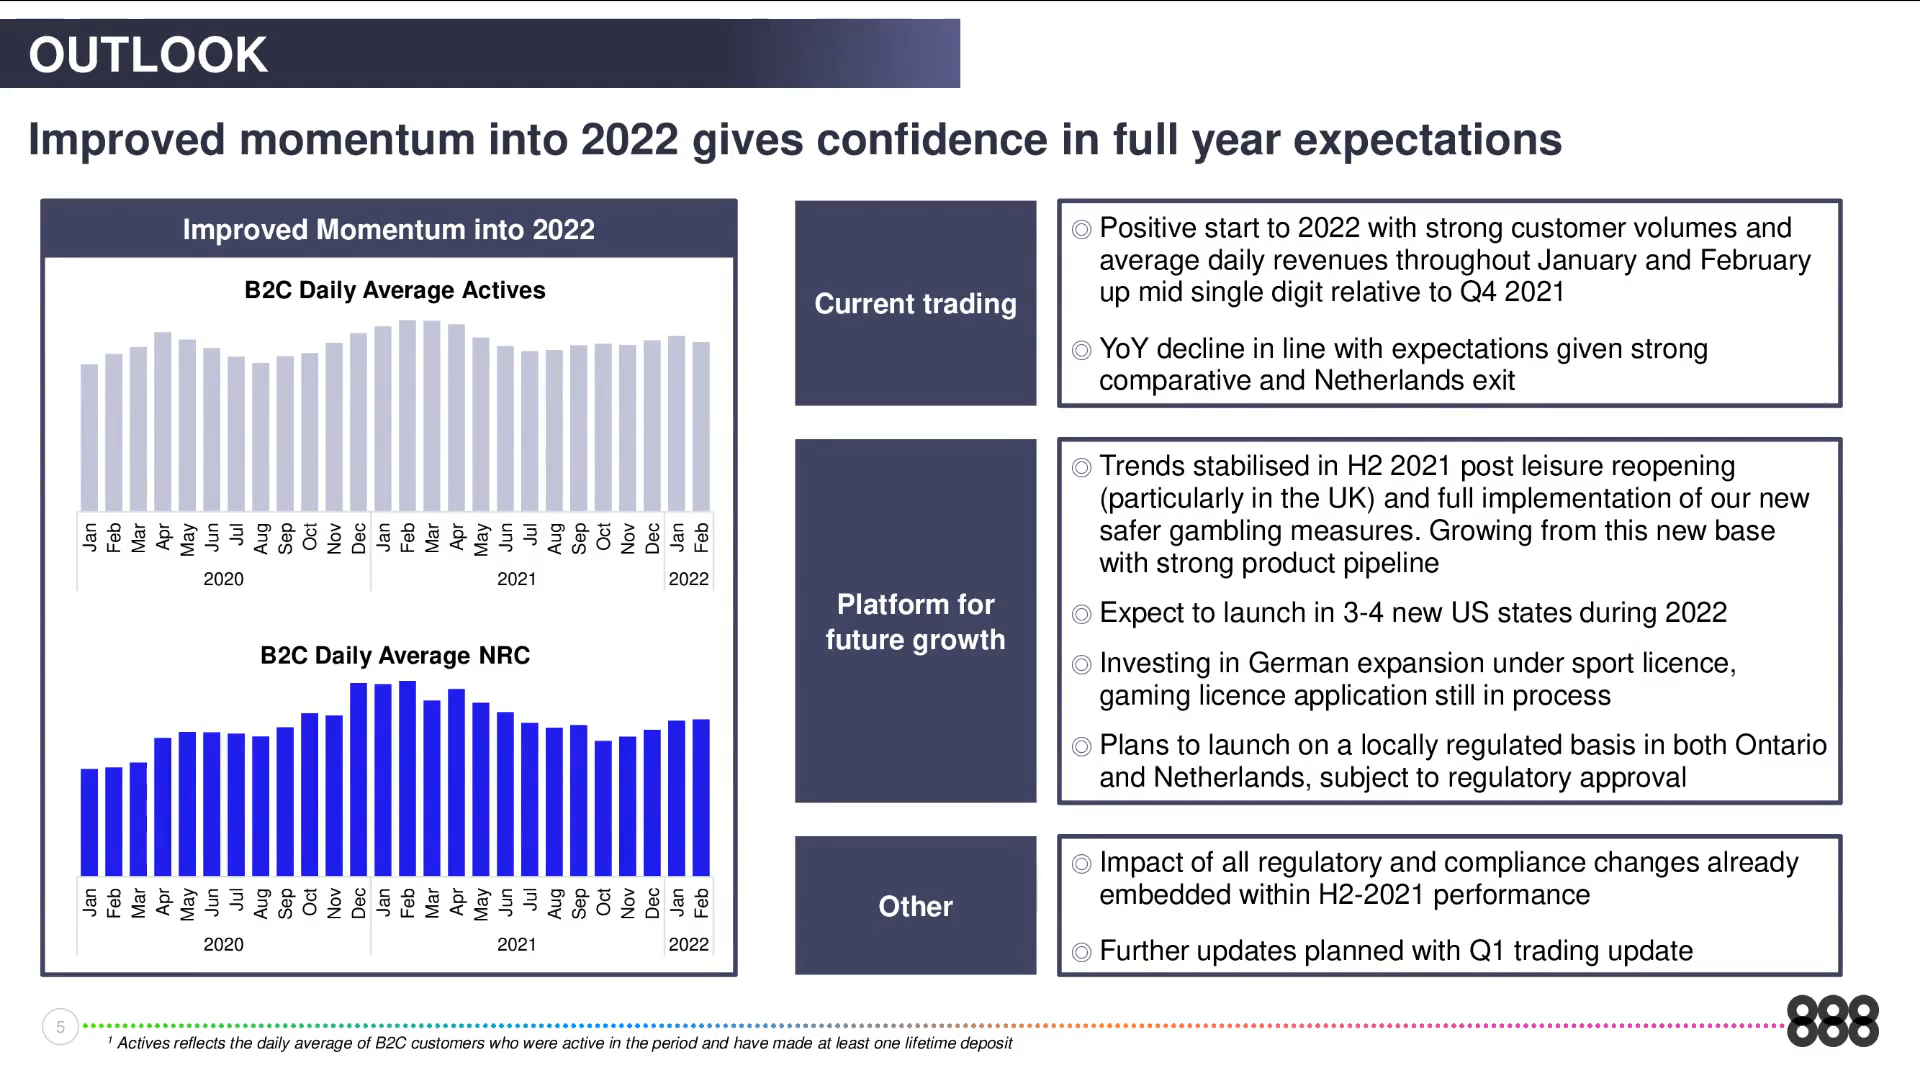 OUTLOOK
Improved momentum into 2022 gives confidence in full year expectations
Improved Momentum into 2022
B2C Daily Average Actives
Jan Feb Mar Apr May Jun Jul Aug Sep Oct Nov Dec Jan Feb Mar Apr May Jun Jul Aug Sep Oct Nov Dec Jan Feb
2020 2021 2022
B2C Daily Average NRC
Jan Feb Mar Apr May Jun Jul Aug Sep Oct Nov Dec Jan Feb Mar Apr May Jun Jul Aug Sep Oct Nov Dec Jan Feb
2020 2021 2022
Current trading
Positive start to 2022 with strong customer volumes and
average daily revenues throughout January and February
up mid single digit relative to Q4 2021
YoY decline in line with expectations given strong
comparative and Netherlands exit
Platform for
future growth
Trends stabilised in H2 2021 post leisure reopening
(particularly in the UK) and full implementation of our new
safer gambling measures. Growing from this new base
with strong product pipeline
Expect to launch in 3-4 new US states during 2022
Investing in German expansion under sport licence,
gaming licence application still in process
Plans to launch on a locally regulated basis in both Ontario
and Netherlands, subject to regulatory approval
Other
Impact of all regulatory and compliance changes already
embedded within H2-2021 performance
Further updates planned with Q1 trading update
5
888
1 Actives reflects the daily average of B2C customers who were active in the period and have made at least one lifetime deposit